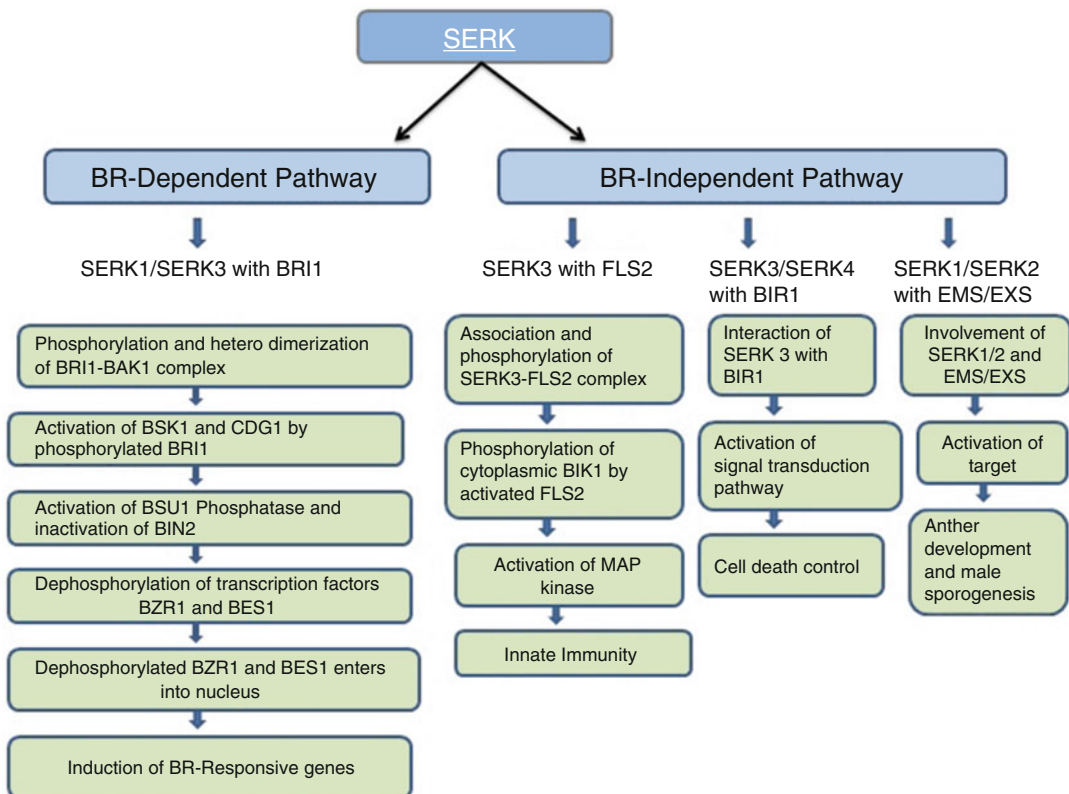 SERK
BR-Dependent Pathway
BR-Independent Pathway
SERK1/SERK3 with BRI1
Phosphorylation and hetero dimerization
of BRI1-BAK1 complex
Activation of BSK1 and CDG1 by
phosphorylated BRI1
Activation of BSU1 Phosphatase and
inactivation of BIN2
Dephosphorylation of transcription factors
BZR1 and BES1
Dephosphorylated BZR1 and BES1 enters
into nucleus
Induction of BR-Responsive genes
SERK3 with FLS2
Association and
phosphorylation of
SERK3-FLS2 complex
Phosphorylation of
cytoplasmic BIK1 by
activated FLS2
Activation of MAP
kinase
Innate Immunity
SERK3/SERK4
with BIR1
Interaction of
SERK 3 with
BIR1
Activation of
signal transduction
pathway
Cell death control
SERK1/SERK2
with EMS/EXS
Involvement of
SERK1/2 and
EMS/EXS
Activation of
target
Anther
development
and male
sporogenesis